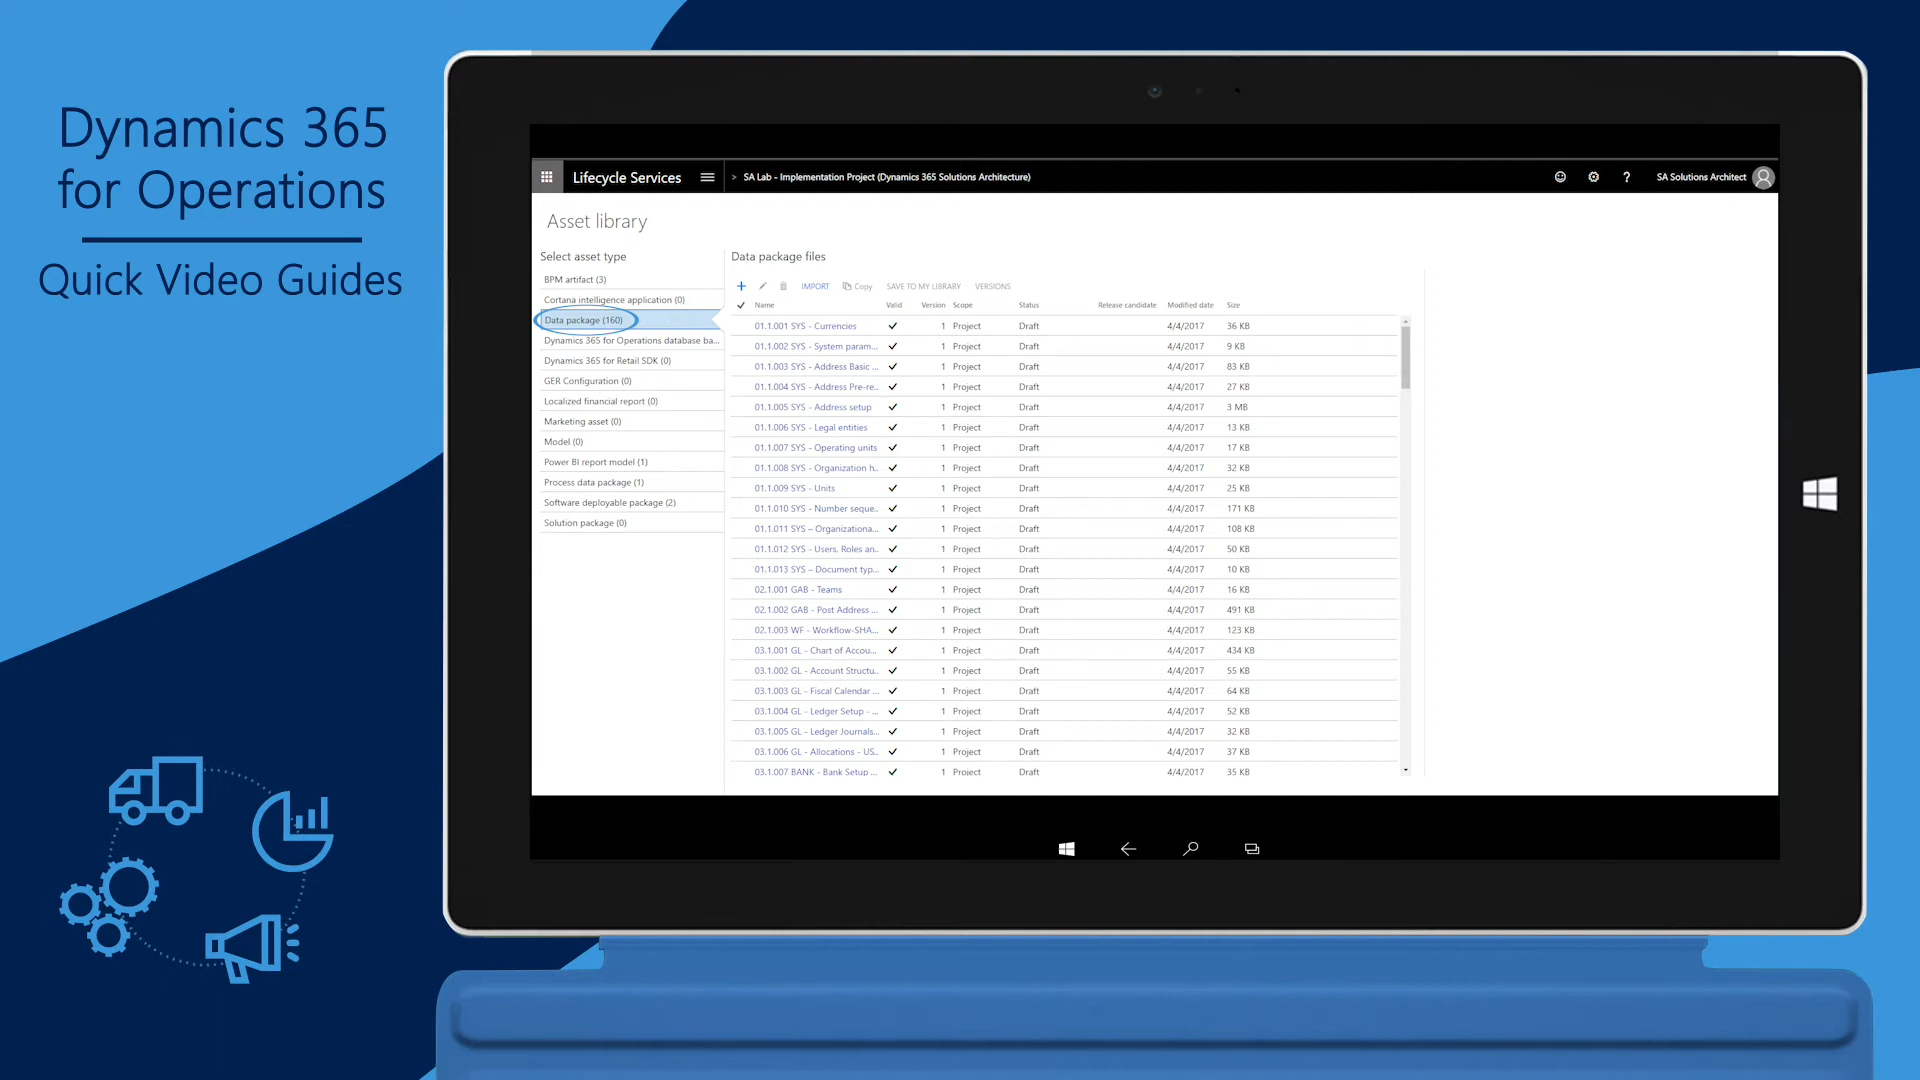 Dynamics 365
for Operations
Quick Video Guides
Lifecycle Services > SA Lab - Implementation Project (Dynamics 365 Solutions Architecture) ? SA Solutions Architect
Asset library
Select asset type
BPM artifact (3)
Cortana intelligence application (0)
Data package (160)
Dynamics 365 for Operations database ba...
Dynamics 365 for Retail SDK (0)
GER Configuration (0)
Localized financial report (0)
Marketing asset (0)
Model (0)
Power BI report model (1)
Process data package (1)
Software deployable package (2)
Solution package (0)
Data package files
+ IMPORT Copy SAVE TO MY LIBRARY VERSIONS
✓ Name Valid Version Scope Status Release candidate Modified date Size
01.1.001 SYS - Currencies ✓ 1 Project Draft 4/4/2017 36 KB
01.1.002 SYS - System param... ✓ 1 Project Draft 4/4/2017 9 KB
01.1.003 SYS - Address Basic ... ✓ 1 Project Draft 4/4/2017 83 KB
01.1.004 SYS - Address Pre-re.. ✓ 1 Project Draft 4/4/2017 27 KB
01.1.005 SYS - Address setup ✓ 1 Project Draft 4/4/2017 3 MB
01.1.006 SYS - Legal entities ✓ 1 Project Draft 4/4/2017 13 KB
01.1.007 SYS - Operating units ✓ 1 Project Draft 4/4/2017 17 KB
01.1.008 SYS - Organization h.. ✓ 1 Project Draft 4/4/2017 32 KB
01.1.009 SYS - Units ✓ 1 Project Draft 4/4/2017 25 KB
01.1.010 SYS - Number seque.. ✓ 1 Project Draft 4/4/2017 171 KB
01.1.011 SYS – Organizationa... ✓ 1 Project Draft 4/4/2017 108 KB
01.1.012 SYS - Users, Roles an.. ✓ 1 Project Draft 4/4/2017 50 KB
01.1.013 SYS – Document typ... ✓ 1 Project Draft 4/4/2017 10 KB
02.1.001 GAB - Teams ✓ 1 Project Draft 4/4/2017 16 KB
02.1.002 GAB - Post Address ... ✓ 1 Project Draft 4/4/2017 491 KB
02.1.003 WF - Workflow-SHA... ✓ 1 Project Draft 4/4/2017 123 KB
03.1.001 GL - Chart of Accou... ✓ 1 Project Draft 4/4/2017 434 KB
03.1.002 GL - Account Structu.. ✓ 1 Project Draft 4/4/2017 55 KB
03.1.003 GL - Fiscal Calendar ... ✓ 1 Project Draft 4/4/2017 64 KB
03.1.004 GL - Ledger Setup - ... ✓ 1 Project Draft 4/4/2017 52 KB
03.1.005 GL - Ledger Journals... ✓ 1 Project Draft 4/4/2017 32 KB
03.1.006 GL - Allocations - US.. ✓ 1 Project Draft 4/4/2017 37 KB
03.1.007 BANK - Bank Setup ... ✓ 1 Project Draft 4/4/2017 35 KB